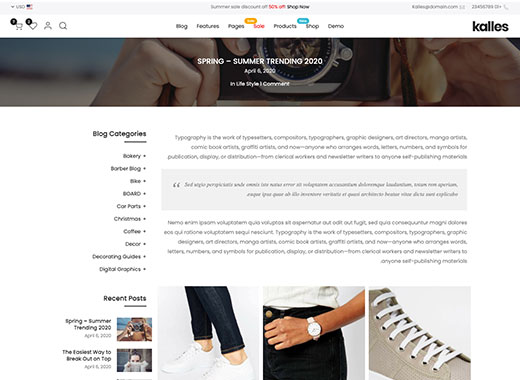 USD
Summer sale discount off 50% off! Shop Now
kalles@domain.com
23456789 01+
0
0
Blog Features Pages Sale Products Shop Demo
kalles
SPRING – SUMMER TRENDING 2020
April 6, 2020
In Life Style 1 Comment
Blog Categories
Bakery +
Barber Blog +
Bike +
BOARD +
Car Parts +
Christmas +
Coffee +
Decor +
Decorating Guides +
Digital Graphics +
Recent Posts
Spring – Summer
Trending 2020
April 6, 2020
The Easiest Way to
Break Out on Top
April 6, 2020
Typography is the work of typesetters, compositors, typographers, graphic designers, art directors, manga artists,
comic book artists, graffiti artists, and now—anyone who arranges words, letters, numbers, and symbols for
.publication, display, or distribution—from clerical workers and newsletter writers to anyone self-publishing materials
“ Sed utgio perspiciatis unde omnis iste natus error sit voluptatem accusantium doloremque laudantium, totam rem aperiam,
.eaque ipsa quae ab illo inventore veritatis et quasi architecto beatae vitae dicta sunt explicabo
Nemo enim ipsam voluptatem quia voluptas sit aspernatur aut odit aut fugit, sed quia consequuntur magni dolores
eos qui ratione voluptatem sequi nesciunt. Typography is the work of typesetters, compositors, typographers, graphic
designers, art directors, manga artists, comic book artists, graffiti artists, and now—anyone who arranges words,
letters, numbers, and symbols for publication, display, or distribution—from clerical workers and newsletter writers to
.anyone self-publishing materials